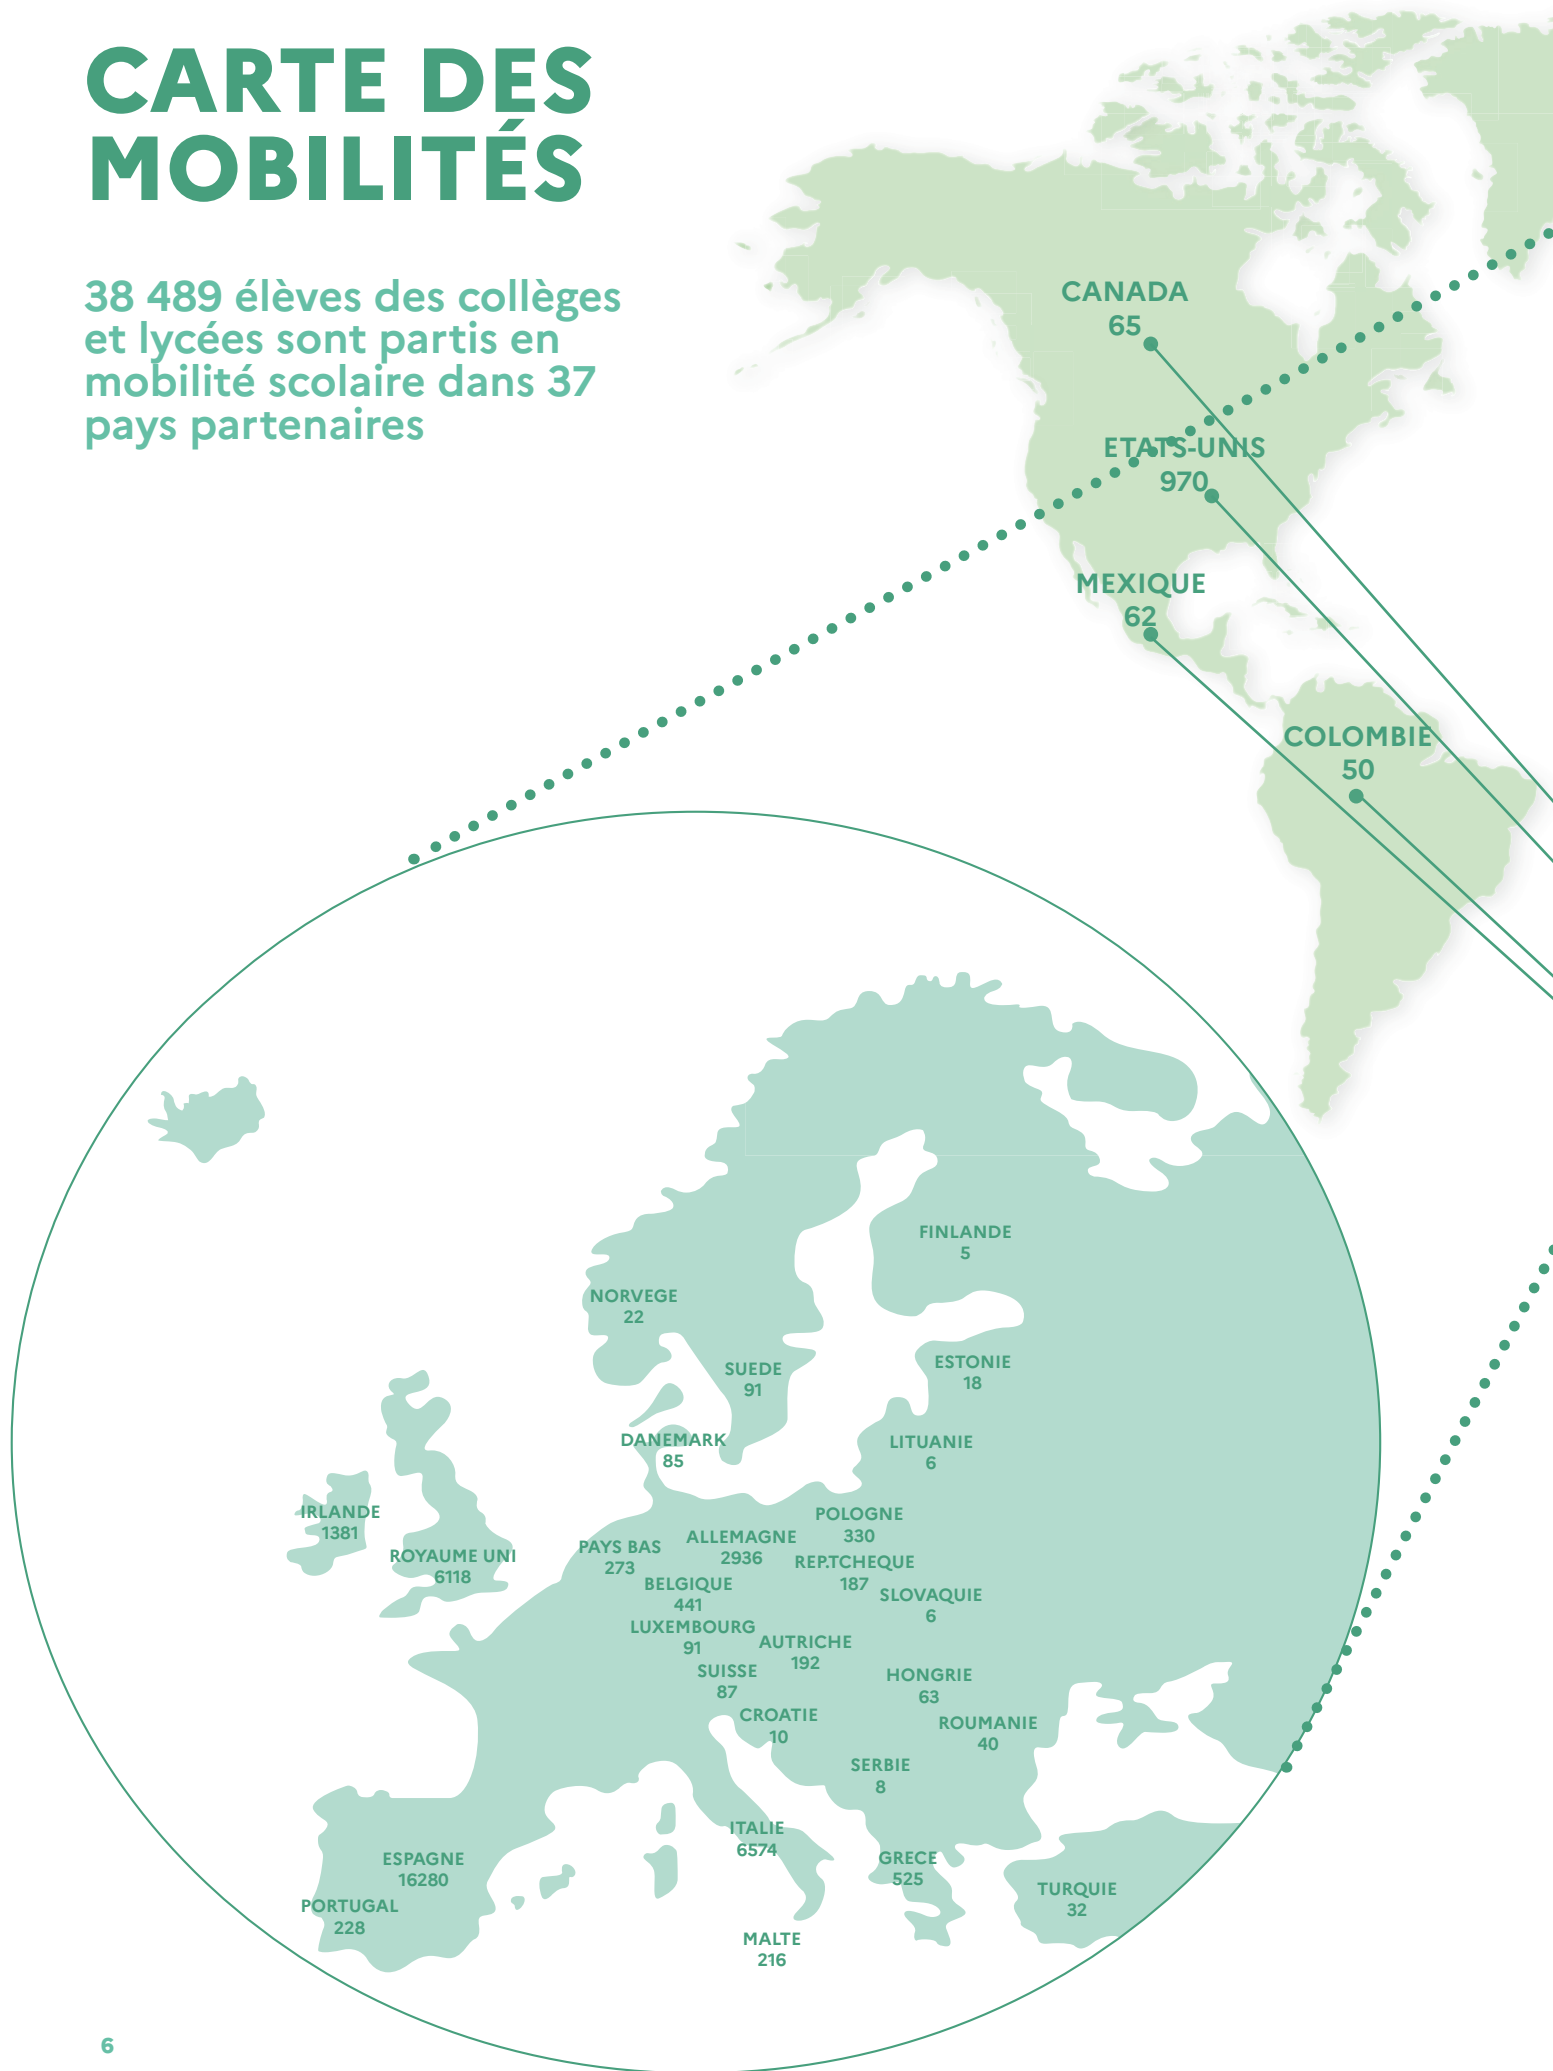 CARTE DES
MOBILITÉS
38 489 élèves des collèges
et lycées sont partis en
mobilité scolaire dans 37
pays partenaires
CANADA
65
ETATS-UNIS
970
MEXIQUE
62
COLOMBIE
50
FINLANDE
5
NORVEGE
22
SUEDE
91
ESTONIE
18
DANEMARK
85
LITUANIE
6
IRLANDE
1381
ROYAUME UNI
6118
PAYS BAS
273
ALLEMAGNE
2936
POLOGNE
330
REP.TCHEQUE
187
BELGIQUE
441
SLOVAQUIE
6
LUXEMBOURG
91
AUTRICHE
192
SUISSE
87
HONGRIE
63
CROATIE
10
ROUMANIE
40
SERBIE
8
ITALIE
6574
ESPAGNE
16280
GRECE
525
PORTUGAL
228
TURQUIE
32
MALTE
216
6